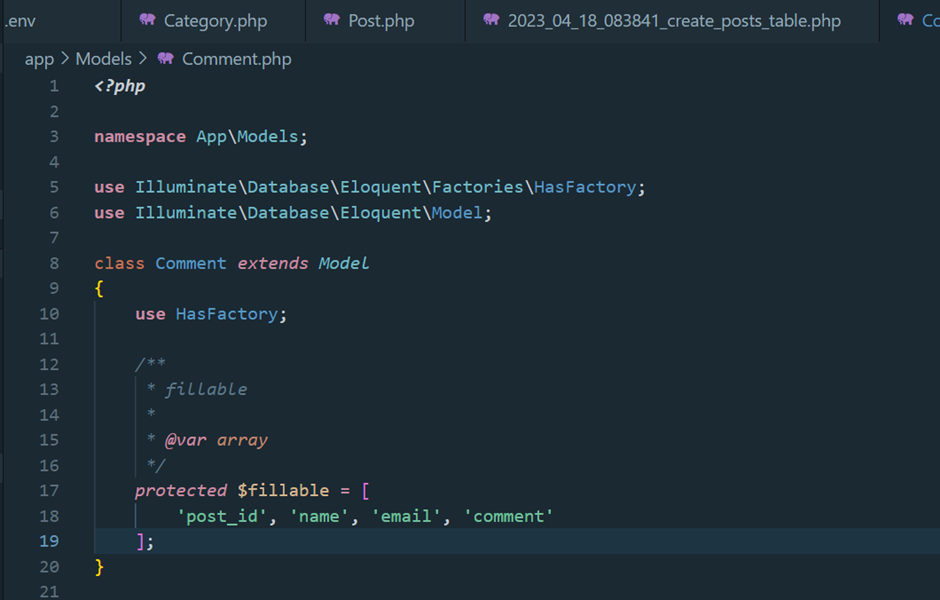 .env Category.php Post.php 2023_04_18_083841_create_posts_table.php Co
app > Models > Comment.php
1 <?php
2
3 namespace App\Models;
4
5 use Illuminate\Database\Eloquent\Factories\HasFactory;
6 use Illuminate\Database\Eloquent\Model;
7
8 class Comment extends Model
9 {
10     use HasFactory;
11
12     /**
13      * fillable
14      *
15      * @var array
16      */
17     protected $fillable = [
18         'post_id', 'name', 'email', 'comment'
19     ];
20 }
21